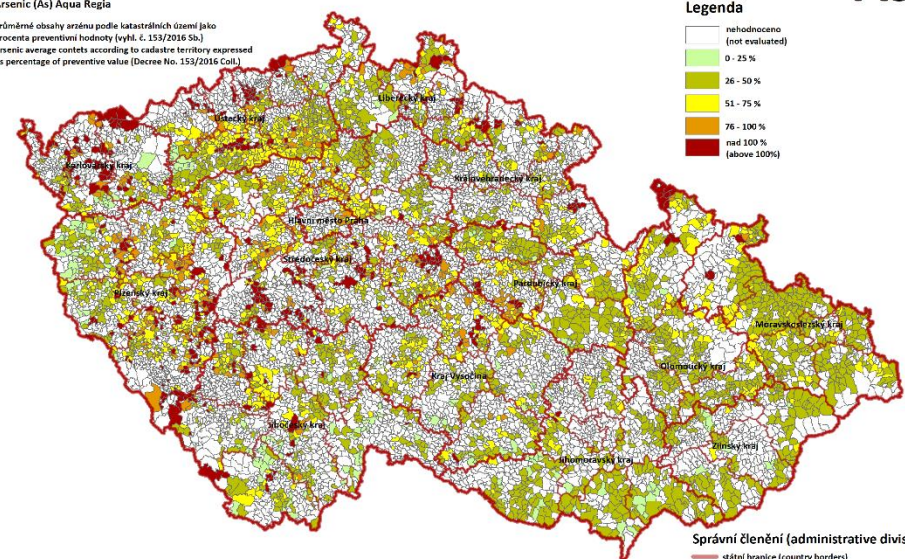 Arsenic (As) Aqua Regia
růměrné obsahy arzénu podle katastrálních území jako
rocenta preventivní hodnoty (vyhl. č. 153/2016 Sb.)
rsenic average contets according to cadastre territory expressed
s percentage of preventive value (Decree No. 153/2016 Coll.)
Legenda
nehodnoceno
(not evaluated)
0 - 25 %
26 - 50 %
51 - 75 %
76 - 100 %
nad 100 %
(above 100%)
Liberecký kraj
Ústecký kraj
Karlovarský kraj
Královéhradecký kraj
Hlavní město Praha
Středočeský kraj
Pardubický kraj
Plzeňský kraj
Moravskoslezský kraj
Olomoucký kraj
Kraj Vysočina
Jihočeský kraj
Zlínský kraj
Jihomoravský kraj
Správní členění (administrative divis
státní hranice (country borders)